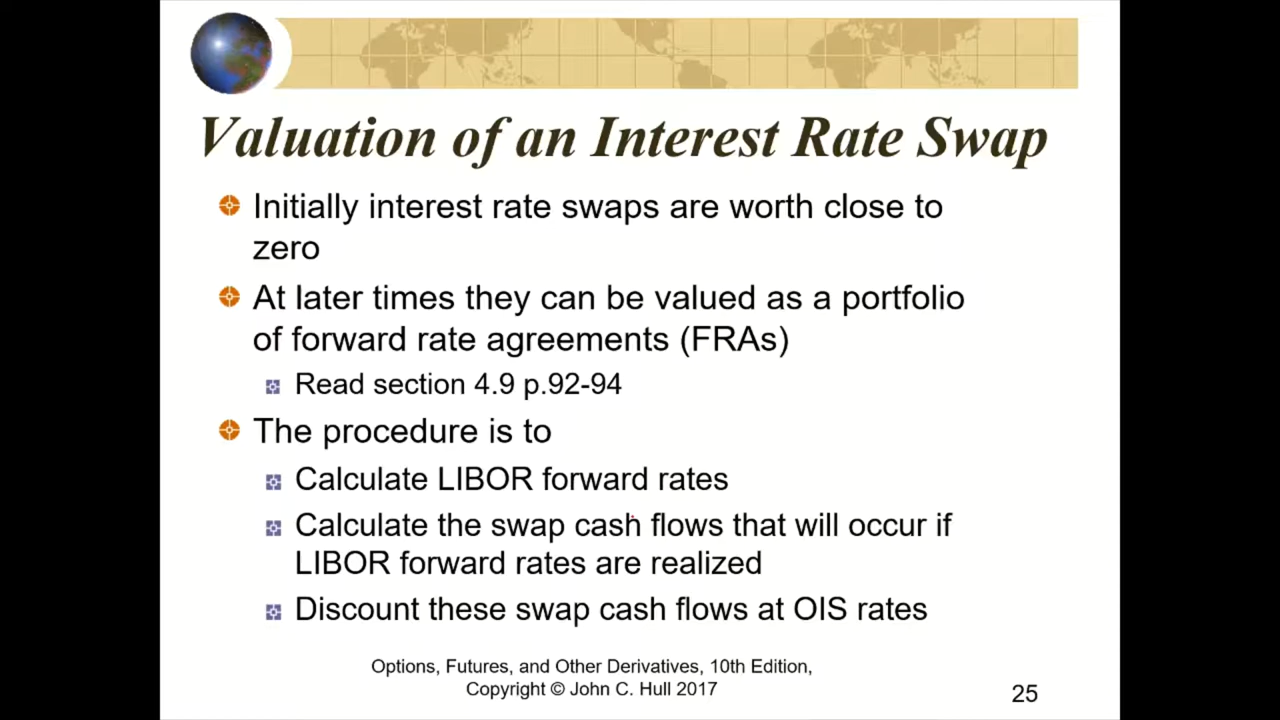 Valuation of an Interest Rate Swap
Initially interest rate swaps are worth close to
zero
At later times they can be valued as a portfolio
of forward rate agreements (FRAs)
Read section 4.9 p.92-94
The procedure is to
Calculate LIBOR forward rates
Calculate the swap cash flows that will occur if
LIBOR forward rates are realized
Discount these swap cash flows at OIS rates
Options, Futures, and Other Derivatives, 10th Edition,
Copyright © John C. Hull 2017
25